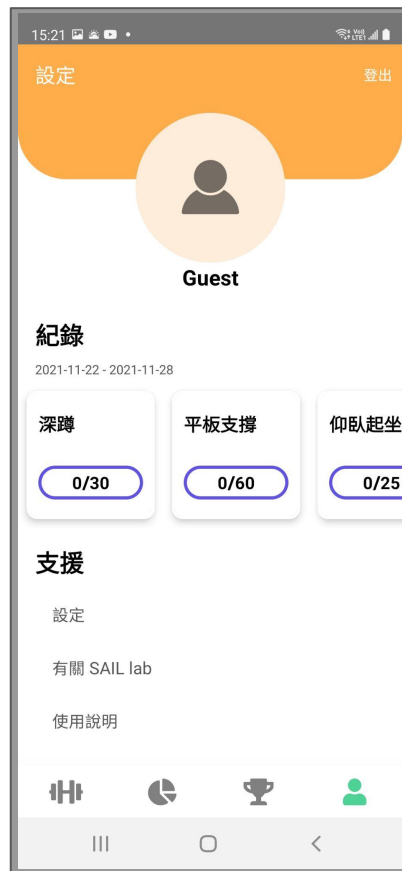 15:21
Vo)) LTE1
設定
登出
Guest
紀錄
2021-11-22 - 2021-11-28
深蹲
平板支撐
仰臥起坐
0/30
0/60
0/25
支援
設定
有關 SAIL lab
使用說明